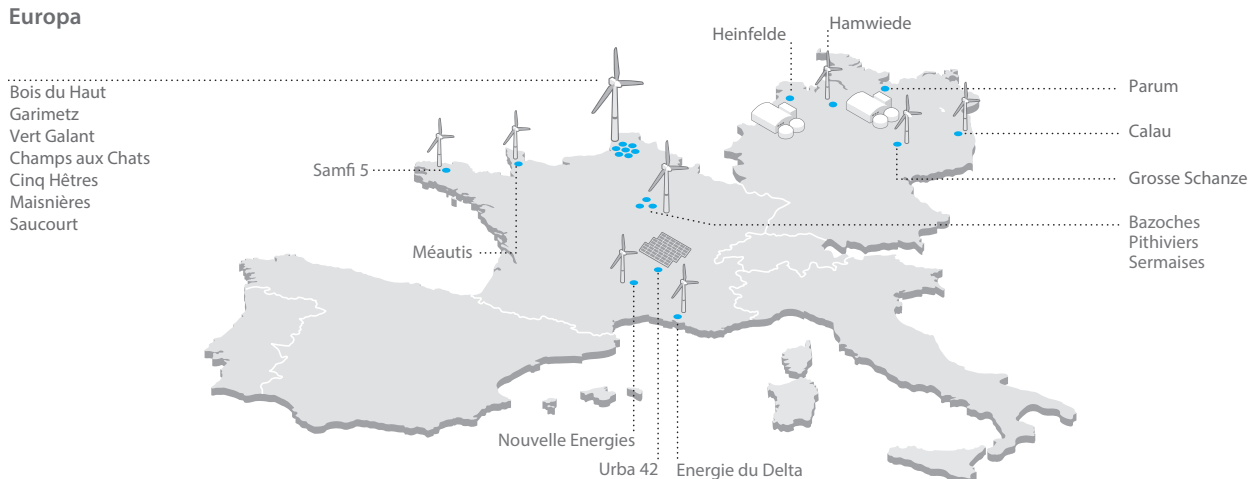 Europa
Bois du Haut
Garimetz
Vert Galant
Champs aux Chats
Cinq Hêtres
Maisnières
Saucourt
Samfi 5
Méautis
Heinfelde
Hamwiede
Parum
Calau
Grosse Schanze
Bazoches
Pithiviers
Sermaises
Nouvelle Energies
Urba 42
Energie du Delta